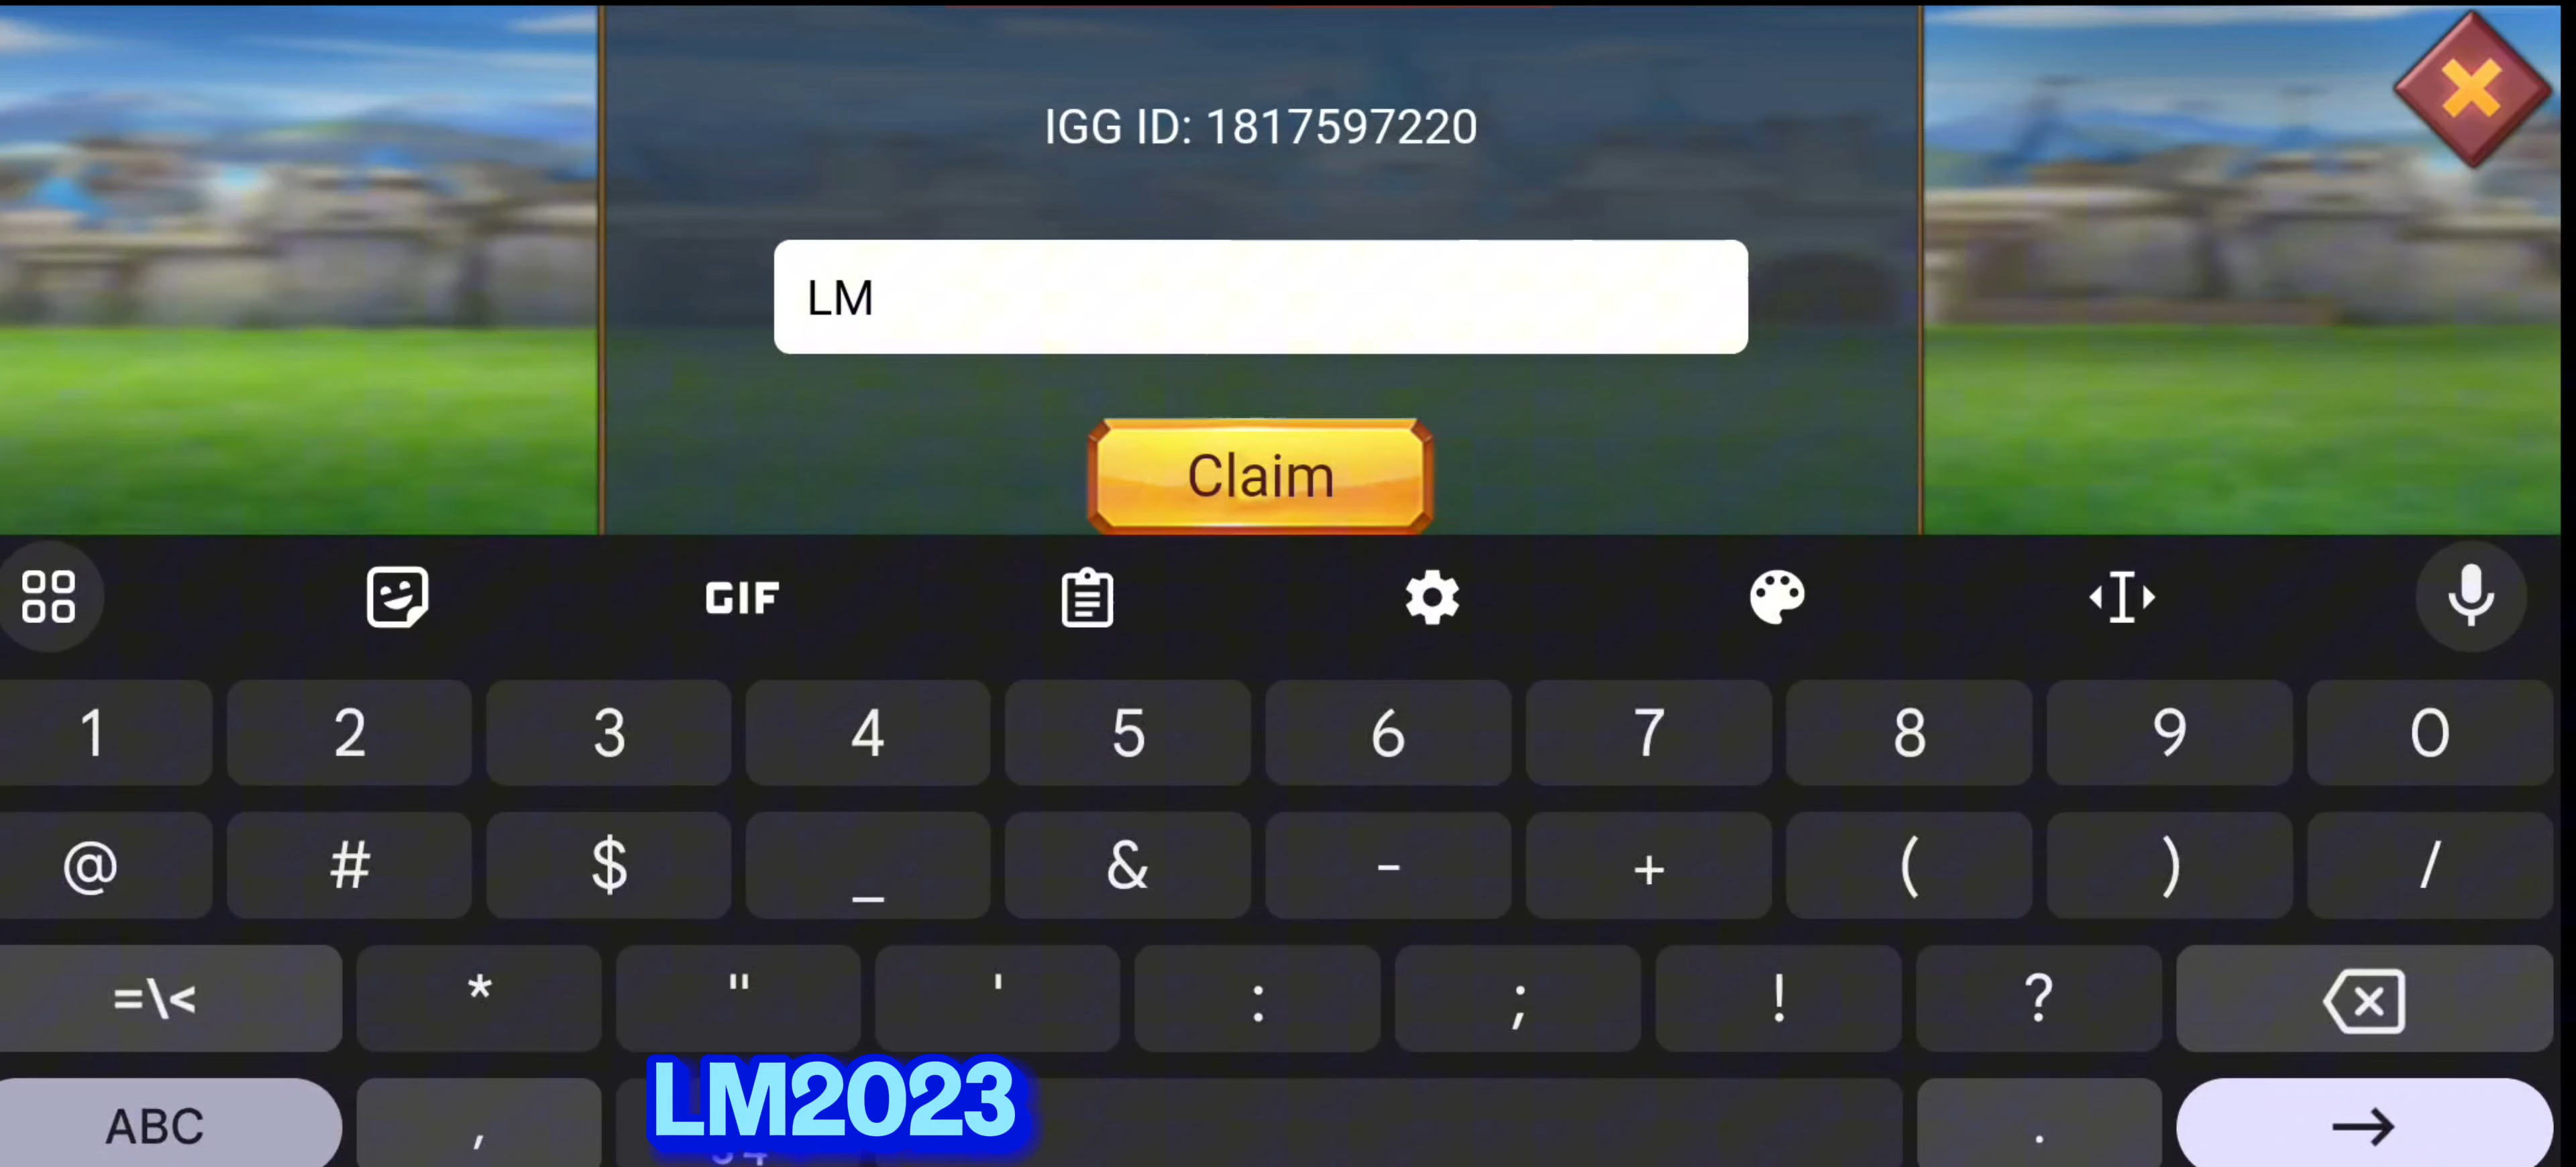 IGG ID: 1817597220
LM
Claim
GIF
1 2 3 4 5 6 7 8 9 0
@ # $ _ & - + ( ) /
=\< * " ' : ; ! ?
ABC , .
LM2023